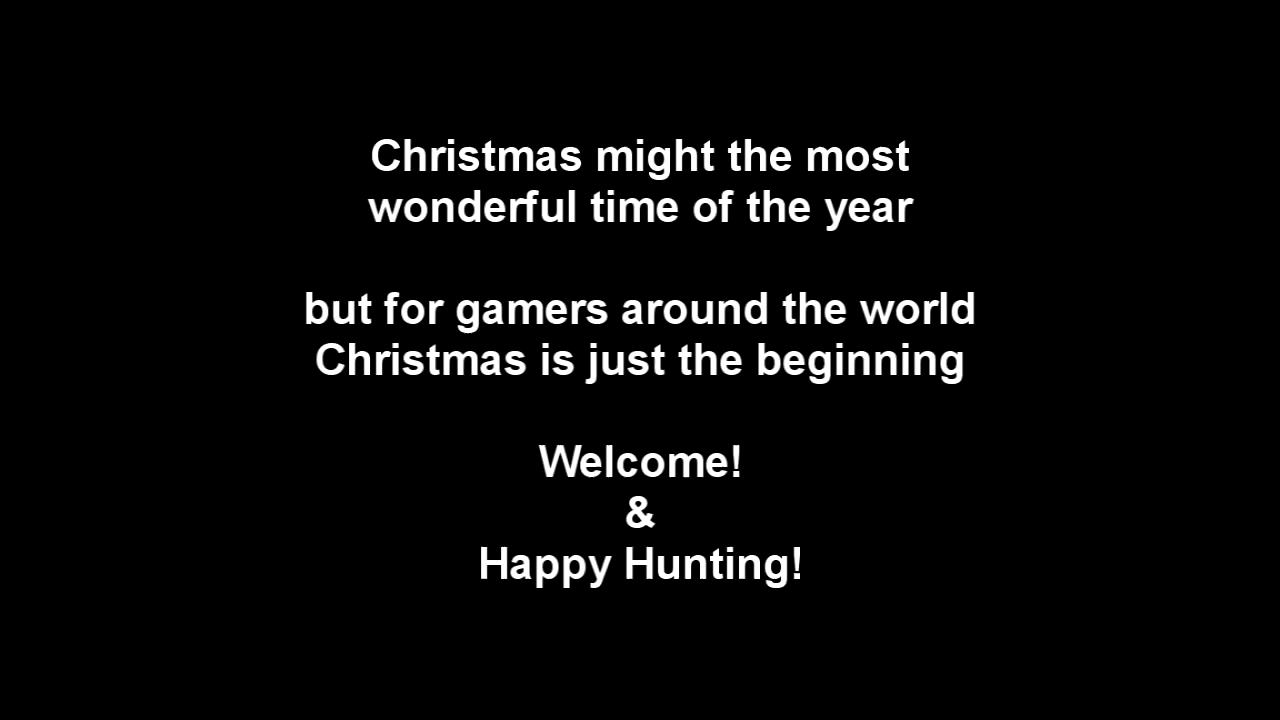 Christmas might the most
wonderful time of the year
but for gamers around the world
Christmas is just the beginning
Welcome!
&
Happy Hunting!